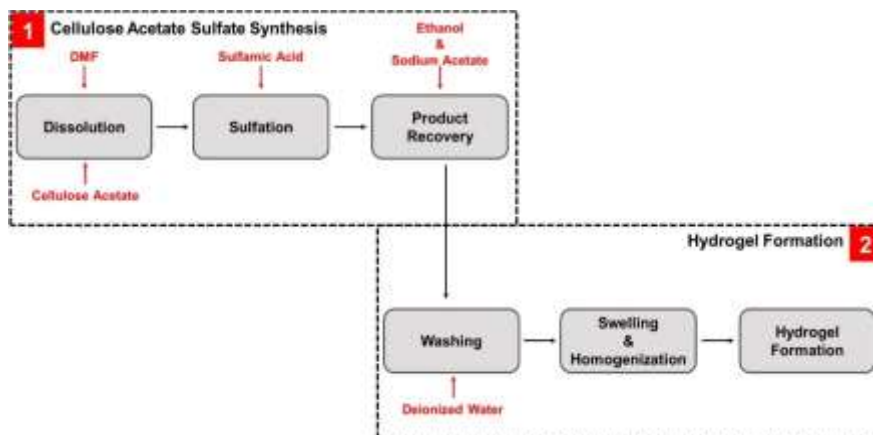 1 Cellulose Acetate Sulfate Synthesis
DMF
Sulfamic Acid
Ethanol
&
Sodium Acetate
Dissolution
Sulfation
Product
Recovery
Cellulose Acetate
Hydrogel Formation 2
Washing
Swelling
&
Homogenization
Hydrogel
Formation
Deionized Water